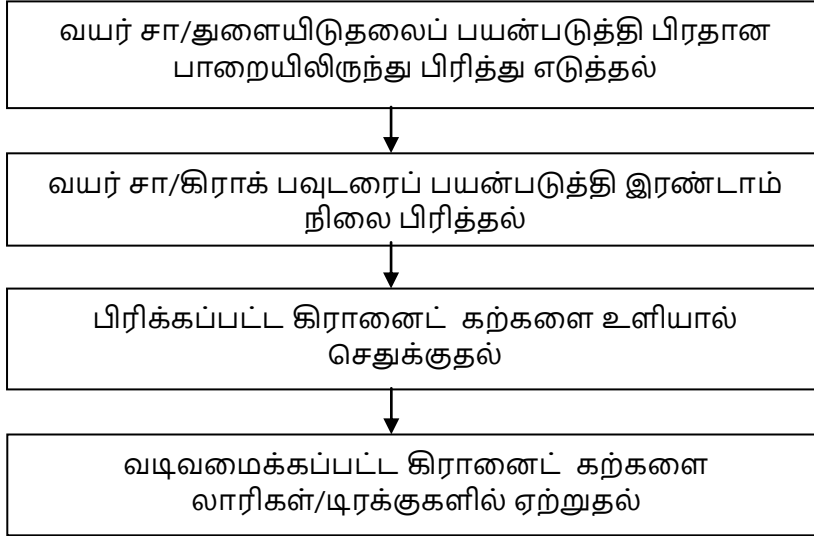 வயர் சா/துளையிடுதலைப் பயன்படுத்தி பிரதான
பாறையிலிருந்து பிரித்து எடுத்தல்
வயர் சா/கிராக் பவுடரைப் பயன்படுத்தி இரண்டாம்
நிலை பிரித்தல்
பிரிக்கப்பட்ட கிரானைட் கற்களை உளியால்
செதுக்குதல்
வடிவமைக்கப்பட்ட கிரானைட் கற்களை
லாரிகள்/டிரக்குகளில் ஏற்றுதல்